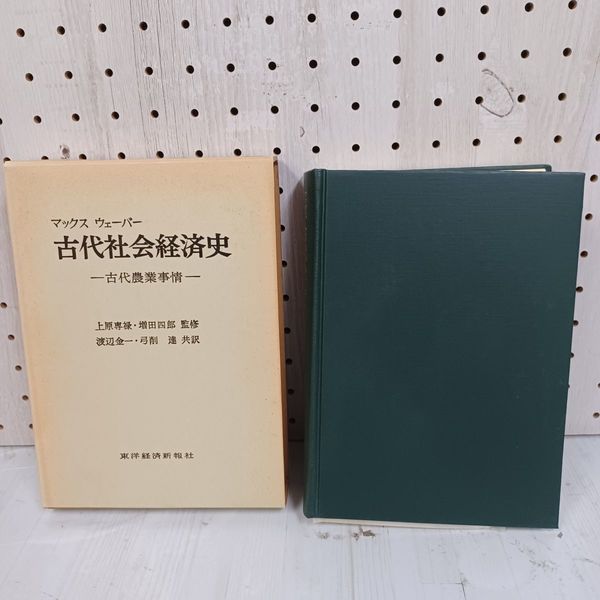 マックス ウェーバー
古代社会経済史
—古代農業事情—
上原専禄・増田四郎 監修
渡辺金一・弓削 達 共訳
東洋経済新報社